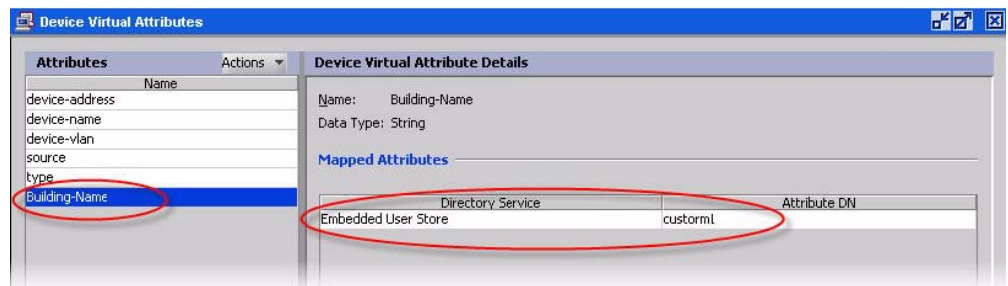 Device Virtual Attributes
Attributes Actions
Name
device-address
device-name
device-vlan
source
type
Building-Name
Device Virtual Attribute Details
Name: Building-Name
Data Type: String
Mapped Attributes
Directory Service Attribute DN
Embedded User Store custorml